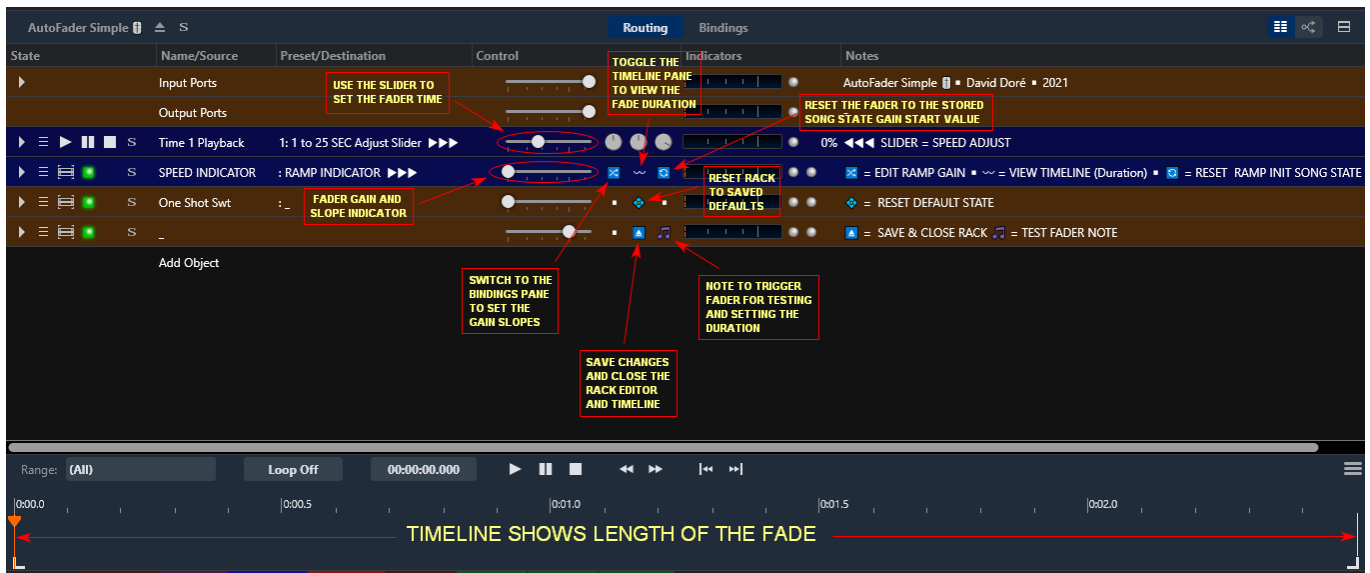 AutoFader Simple S Routing Bindings
State Name/Source Preset/Destination Control Indicators Notes
Input Ports AutoFader Simple ▪ David Doré ▪ 2021
Output Ports
S Time 1 Playback 1: 1 to 25 SEC Adjust Slider ▶▶▶ 0% ◀◀◀ SLIDER = SPEED ADJUST
S SPEED INDICATOR : RAMP INDICATOR ▶▶▶ = EDIT RAMP GAIN ▪ = VIEW TIMELINE (Duration) ▪ = RESET RAMP INIT SONG STATE
S One Shot Swt : _ = RESET DEFAULT STATE
S _ = SAVE & CLOSE RACK = TEST FADER NOTE
Add Object
USE THE SLIDER TO
SET THE FADER TIME
TOGGLE THE
TIMELINE PANE
TO VIEW THE
FADE DURATION
RESET THE FADER TO THE STORED
SONG STATE GAIN START VALUE
FADER GAIN AND
SLOPE INDICATOR
RESET RACK
TO SAVED
DEFAULTS
SWITCH TO THE
BINDINGS PANE
TO SET THE
GAIN SLOPES
NOTE TO TRIGGER
FADER FOR TESTING
AND SETTING THE
DURATION
SAVE CHANGES
AND CLOSE THE
RACK EDITOR
AND TIMELINE
Range: (All) Loop Off 00:00:00.000
0:00.0 0:00.5 0:01.0 0:01.5 0:02.0
TIMELINE SHOWS LENGTH OF THE FADE